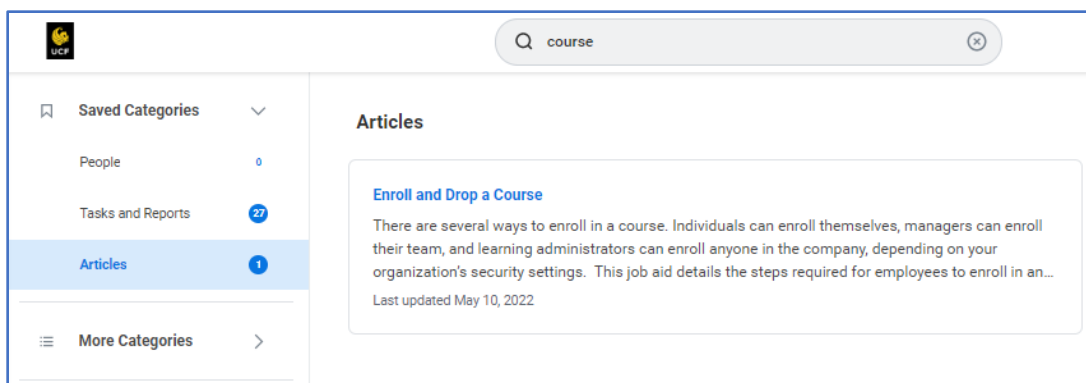 UCF
course
Saved Categories
People 0
Tasks and Reports 27
Articles 1
More Categories
Articles
Enroll and Drop a Course
There are several ways to enroll in a course. Individuals can enroll themselves, managers can enroll
their team, and learning administrators can enroll anyone in the company, depending on your
organization's security settings.  This job aid details the steps required for employees to enroll in an...
Last updated May 10, 2022